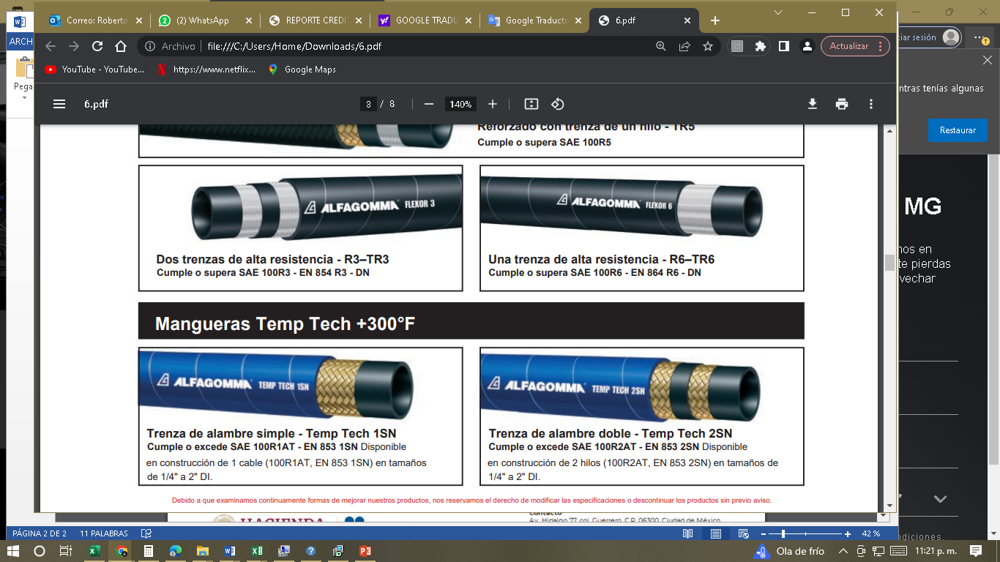 Correo: Roberto
(2) WhatsApp
REPORTE CREDIT
GOOGLE TRADU
Google Traducto
6.pdf
Archivo
file:///C:/Users/Home/Downloads/6.pdf
Actualizar
YouTube - YouTube...
https://www.netflix...
Google Maps
6.pdf
3 / 8
140%
ARCH
Pega
ciar sesión
ntras tenías algunas
Restaurar
MG
nos en
te pierdas
vechar
Reforzado con trenza de un hilo - TR5
Cumple o supera SAE 100R5
ALFAGOMMA FLEXOR 3
Dos trenzas de alta resistencia - R3–TR3
Cumple o supera SAE 100R3 - EN 854 R3 - DN
ALFAGOMMA FLEXOR 6
Una trenza de alta resistencia - R6–TR6
Cumple o supera SAE 100R6 - EN 864 R6 - DN
Mangueras Temp Tech +300°F
ALFAGOMMA TEMP TECH 1SN
Trenza de alambre simple - Temp Tech 1SN
Cumple o excede SAE 100R1AT - EN 853 1SN Disponible
en construcción de 1 cable (100R1AT, EN 853 1SN) en tamaños
de 1/4" a 2" DI.
ALFAGOMMA TEMP TECH 2SN
Trenza de alambre doble - Temp Tech 2SN
Cumple o excede SAE 100R2AT - EN 853 2SN Disponible
en construcción de 2 hilos (100R2AT, EN 853 2SN) en tamaños de
1/4" a 2" DI.
Debido a que examinamos continuamente formas de mejorar nuestros productos, nos reservamos el derecho de modificar las especificaciones o descontinuar los productos sin previo aviso.
HACIENDA
Contacto
Av. Hidalgo 77, col. Guerrero, C.P. 06300, Ciudad de México.
ndiciones.
PÁGINA 2 DE 2
11 PALABRAS
42 %
Ola de frío
11:21 p. m.